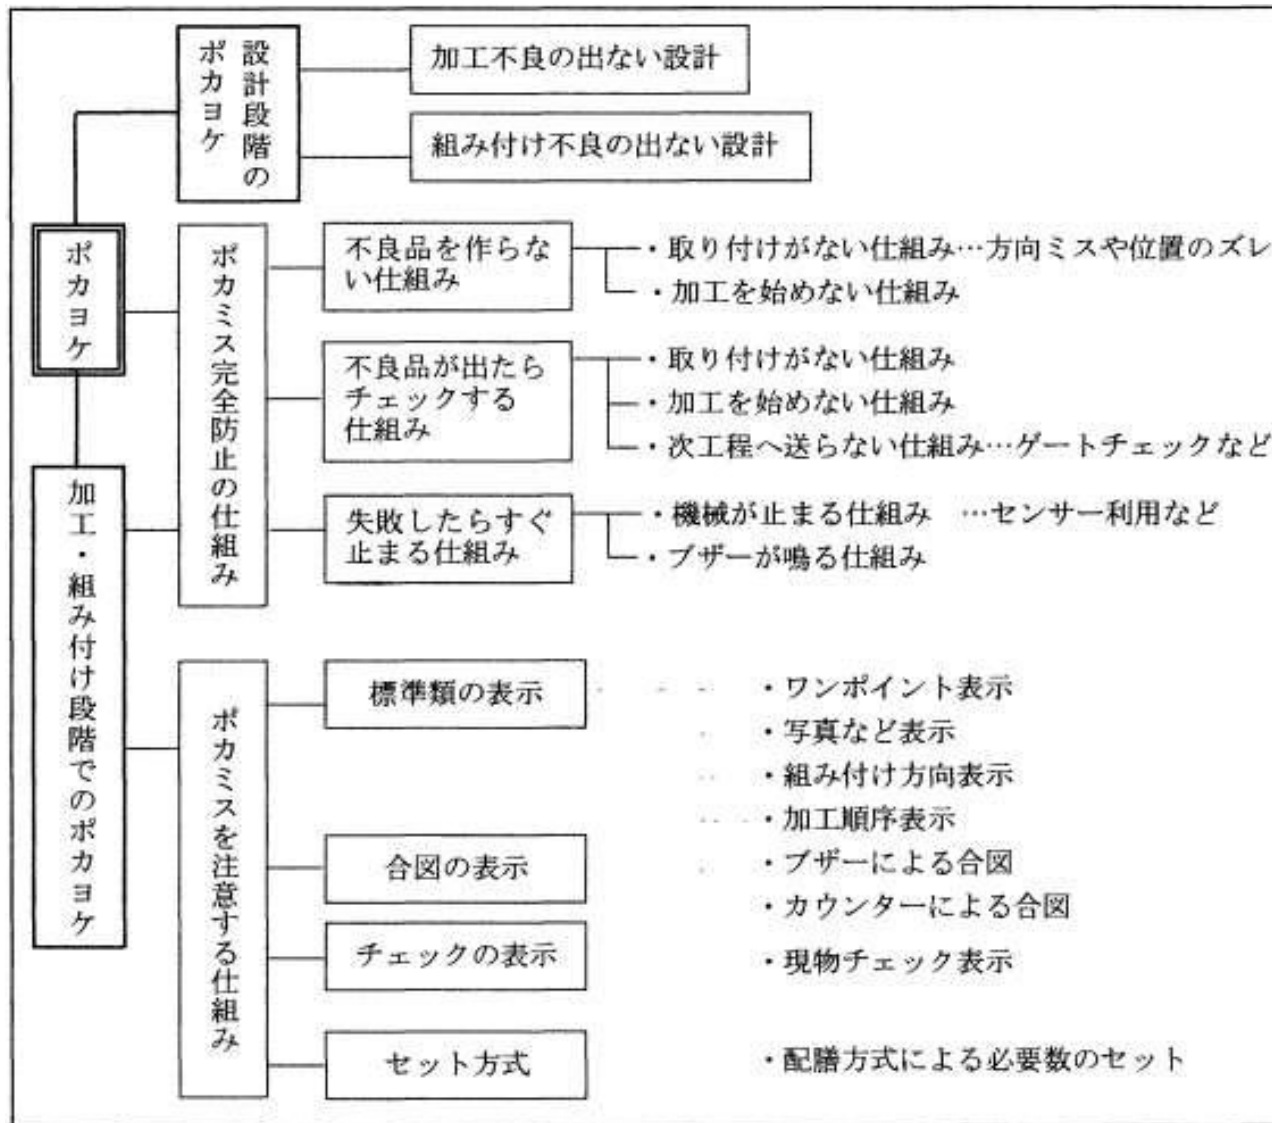 設計段階の
ポカヨケ
加工不良の出ない設計
組み付け不良の出ない設計
ポカヨケ
ポカミス完全防止の仕組み
不良品を作らな
い仕組み
・取り付けがない仕組み…方向ミスや位置のズレ
・加工を始めない仕組み
不良品が出たら
チェックする
仕組み
・取り付けがない仕組み
・加工を始めない仕組み
・次工程へ送らない仕組み…ゲートチェックなど
失敗したらすぐ
止まる仕組み
・機械が止まる仕組み　…センサー利用など
・ブザーが鳴る仕組み
加工・組み付け段階でのポカヨケ
ポカミスを注意する仕組み
標準類の表示
・ワンポイント表示
・写真など表示
・組み付け方向表示
・加工順序表示
合図の表示
・ブザーによる合図
・カウンターによる合図
チェックの表示
・現物チェック表示
セット方式
・配膳方式による必要数のセット